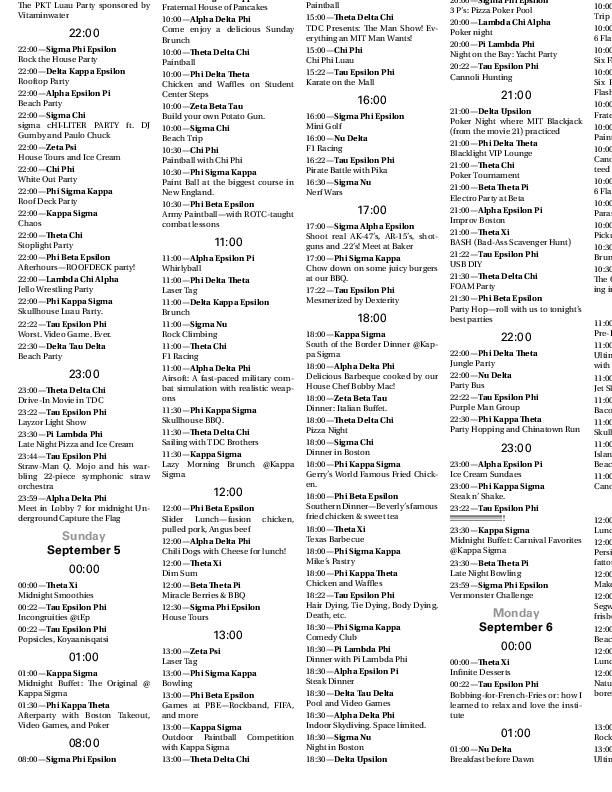 The PKT Luau Party sponsored by
Vitaminwater
22:00
22:00—Sigma Phi Epsilon
Rock the House Party
22:00—Delta Kappa Epsilon
Rooftop Party
22:00—Alpha Epsilon Pi
Beach Party
22:00—Sigma Chi
sigma cHI-LITER PARTY ft. DJ
Gumby and Paulo Chuck
22:00—Zeta Psi
House Tours and Ice Cream
22:00—Chi Phi
White Out Party
22:00—Phi Sigma Kappa
Roof Deck Party
22:00—Kappa Sigma
Chaos
22:00—Theta Chi
Stoplight Party
22:00—Phi Beta Epsilon
Afterhours—ROOFDECK party!
22:00—Lambda Chi Alpha
Jello Wrestling Party
22:00—Phi Kappa Sigma
Skullhouse Luau Party.
22:22—Tau Epsilon Phi
Worst. Video Game. Ever.
22:30—Delta Tau Delta
Beach Party
23:00
23:00—Theta Delta Chi
Drive-In Movie in TDC
23:22—Tau Epsilon Phi
Layzor Light Show
23:30—Pi Lambda Phi
Late Night Pizza and Ice Cream
23:44—Tau Epsilon Phi
Straw-Man Q. Mojo and his war-
bling 22-piece symphonic straw
orchestra
23:59—Alpha Delta Phi
Meet in Lobby 7 for midnight Un-
derground Capture the Flag
Sunday
September 5
00:00
00:00—Theta Xi
Midnight Smoothies
00:22—Tau Epsilon Phi
Incongruities @tEp
00:22—Tau Epsilon Phi
Popsicles, Koyaanisqatsi
01:00
01:00—Kappa Sigma
Midnight Buffet: The Original @
Kappa Sigma
01:30—Phi Kappa Theta
Afterparty with Boston Takeout,
Video Games, and Poker
08:00
08:00—Sigma Phi Epsilon
Fraternal House of Pancakes
10:00—Alpha Delta Phi
Come enjoy a delicious Sunday
Brunch
10:00—Theta Delta Chi
Paintball
10:00—Phi Delta Theta
Chicken and Waffles on Student
Center Steps
10:00—Zeta Beta Tau
Build your own Potato Gun.
10:00—Sigma Chi
Beach Trip
10:30—Chi Phi
Paintball with Chi Phi
10:30—Phi Sigma Kappa
Paint Ball at the biggest course in
New England.
10:30—Phi Beta Epsilon
Army Paintball—with ROTC-taught
combat lessons
11:00
11:00—Alpha Epsilon Pi
Whirlyball
11:00—Phi Delta Theta
Laser Tag
11:00—Delta Kappa Epsilon
Brunch
11:00—Sigma Nu
Rock Climbing
11:00—Theta Chi
F1 Racing
11:00—Alpha Delta Phi
Airsoft: A fast-paced military com-
bat simulation with realistic weap-
ons
11:30—Phi Kappa Sigma
Skullhouse BBQ.
11:30—Theta Delta Chi
Sailing with TDC Brothers
11:30—Kappa Sigma
Lazy Morning Brunch @Kappa
Sigma
12:00
12:00—Phi Beta Epsilon
Slider Lunch—fusion chicken,
pulled pork, Angus beef
12:00—Alpha Delta Phi
Chili Dogs with Cheese for lunch!
12:00—Theta Xi
Dim Sum
12:00—Beta Theta Pi
Miracle Berries & BBQ
12:30—Sigma Phi Epsilon
House Tours
13:00
13:00—Zeta Psi
Laser Tag
13:00—Phi Sigma Kappa
Bowling
13:00—Phi Beta Epsilon
Games at PBE—Rockband, FIFA,
and more
13:00—Kappa Sigma
Outdoor Paintball Competition
with Kappa Sigma
13:00—Theta Delta Chi
Paintball
15:00—Theta Delta Chi
TDC Presents: The Man Show! Ev-
erything an MIT Man Wants!
15:00—Chi Phi
Chi Phi Luau
15:22—Tau Epsilon Phi
Karate on the Mall
16:00
16:00—Sigma Phi Epsilon
Mini Golf
16:00—Nu Delta
F1 Racing
16:22—Tau Epsilon Phi
Pirate Battle with Pika
16:30—Sigma Nu
Nerf Wars
17:00
17:00—Sigma Alpha Epsilon
Shoot real AK-47's, AR-15's, shot-
guns and .22's! Meet at Baker
17:00—Phi Sigma Kappa
Chow down on some juicy burgers
at our BBQ.
17:22—Tau Epsilon Phi
Mesmerized by Dexterity
18:00
18:00—Kappa Sigma
South of the Border Dinner @Kap-
pa Sigma
18:00—Alpha Delta Phi
Delicious Barbeque cooked by our
House Chef Bobby Mac!
18:00—Zeta Beta Tau
Dinner: Italian Buffet.
18:00—Theta Delta Chi
Pizza Night
18:00—Sigma Chi
Dinner in Boston
18:00—Phi Kappa Sigma
Gerry's World Famous Fried Chick-
en.
18:00—Phi Beta Epsilon
Southern Dinner—Beverly's famous
fried chicken & sweet tea
18:00—Theta Xi
Texas Barbecue
18:00—Phi Sigma Kappa
Mike's Pastry
18:00—Phi Kappa Theta
Chicken and Waffles
18:22—Tau Epsilon Phi
Hair Dying, Tie Dying, Body Dying,
Death, etc.
18:30—Phi Sigma Kappa
Comedy Club
18:30—Pi Lambda Phi
Dinner with Pi Lambda Phi
18:30—Alpha Epsilon Pi
Steak Dinner
18:30—Delta Tau Delta
Pool and Video Games
18:30—Alpha Delta Phi
Indoor Skydiving. Space limited.
18:30—Sigma Nu
Night in Boston
18:30—Delta Upsilon
3 P's: Pizza Poker Pool
20:00—Lambda Chi Alpha
Poker night
20:00—Pi Lambda Phi
Night on the Bay: Yacht Party
20:22—Tau Epsilon Phi
Cannoli Hunting
21:00
21:00—Delta Upsilon
Poker Night where MIT Blackjack
(from the movie 21) practiced
21:00—Phi Delta Theta
Blacklight VIP Lounge
21:00—Theta Chi
Poker Tournament
21:00—Beta Theta Pi
Electro Party at Beta
21:00—Alpha Epsilon Pi
Improv Boston
21:00—Theta Xi
BASH (Bad-Ass Scavenger Hunt)
21:22—Tau Epsilon Phi
USB DIY
21:30—Theta Delta Chi
FOAM Party
21:30—Phi Beta Epsilon
Party Hop—roll with us to tonight's
best parties
22:00
22:00—Phi Delta Theta
Jungle Party
22:00—Nu Delta
Party Bus
22:22—Tau Epsilon Phi
Purple Man Group
22:30—Phi Kappa Theta
Party Hopping and Chinatown Run
23:00
23:00—Alpha Epsilon Pi
Ice Cream Sundaes
23:00—Phi Kappa Sigma
Steak n' Shake.
23:22—Tau Epsilon Phi
23:30—Kappa Sigma
Midnight Buffet: Carnival Favorites
@Kappa Sigma
23:30—Beta Theta Pi
Late Night Bowling
23:59—Sigma Phi Epsilon
Vermonster Challenge
Monday
September 6
00:00
00:00—Theta Xi
Infinite Desserts
00:22—Tau Epsilon Phi
Bobbing-for-French-Fries or: how I
learned to relax and love the insti-
tute
01:00
01:00—Nu Delta
Breakfast before Dawn